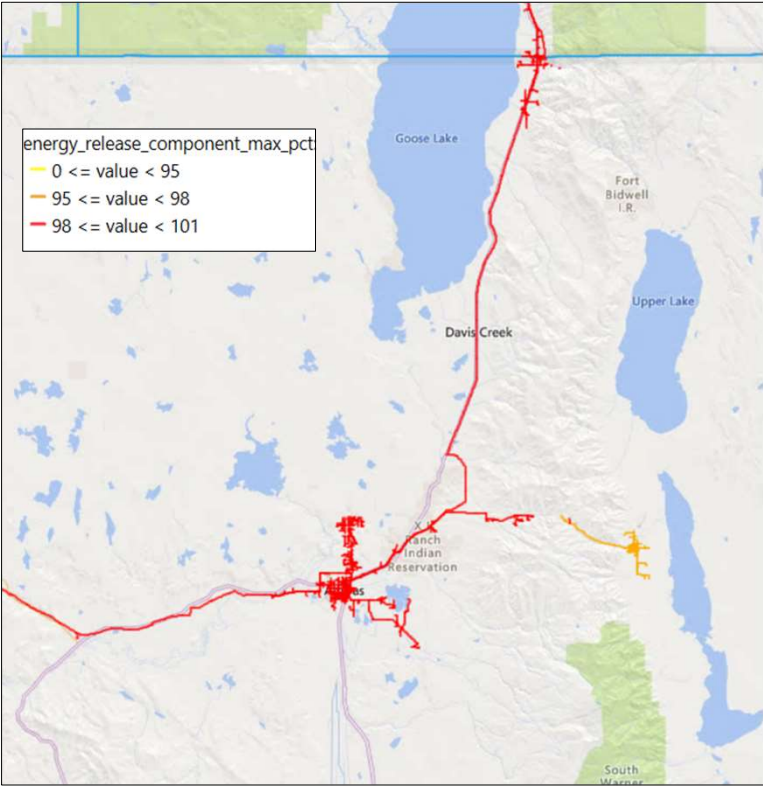 Goose Lake
energy_release_component_max_pct
0 <= value < 95
95 <= value < 98
98 <= value < 101
Fort
Bidwell
I.R.
Upper Lake
Davis Creek
Ranch
Indian
Reservation
South
Warner